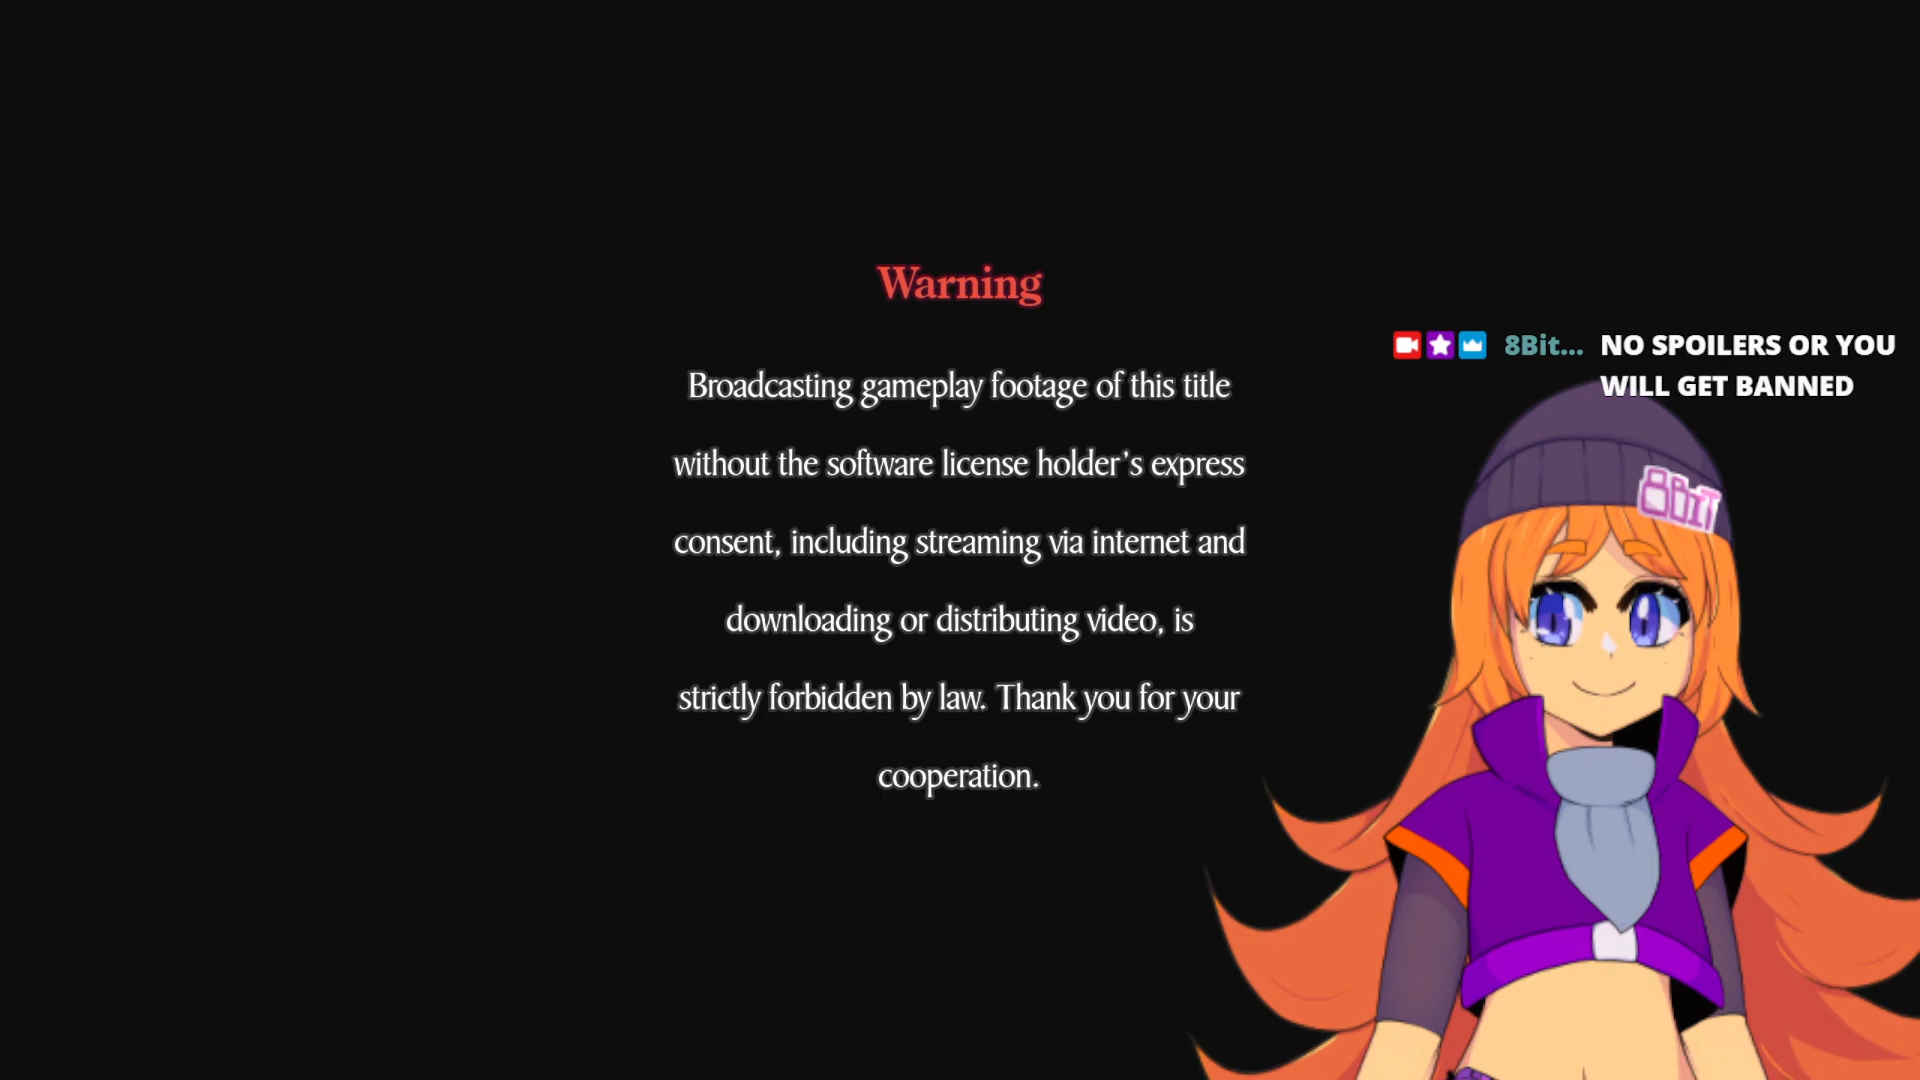 Warning
Broadcasting gameplay footage of this title
without the software license holder’s express
consent, including streaming via internet and
downloading or distributing video, is
strictly forbidden by law. Thank you for your
cooperation.
8Bit... NO SPOILERS OR YOU
WILL GET BANNED
8BiT